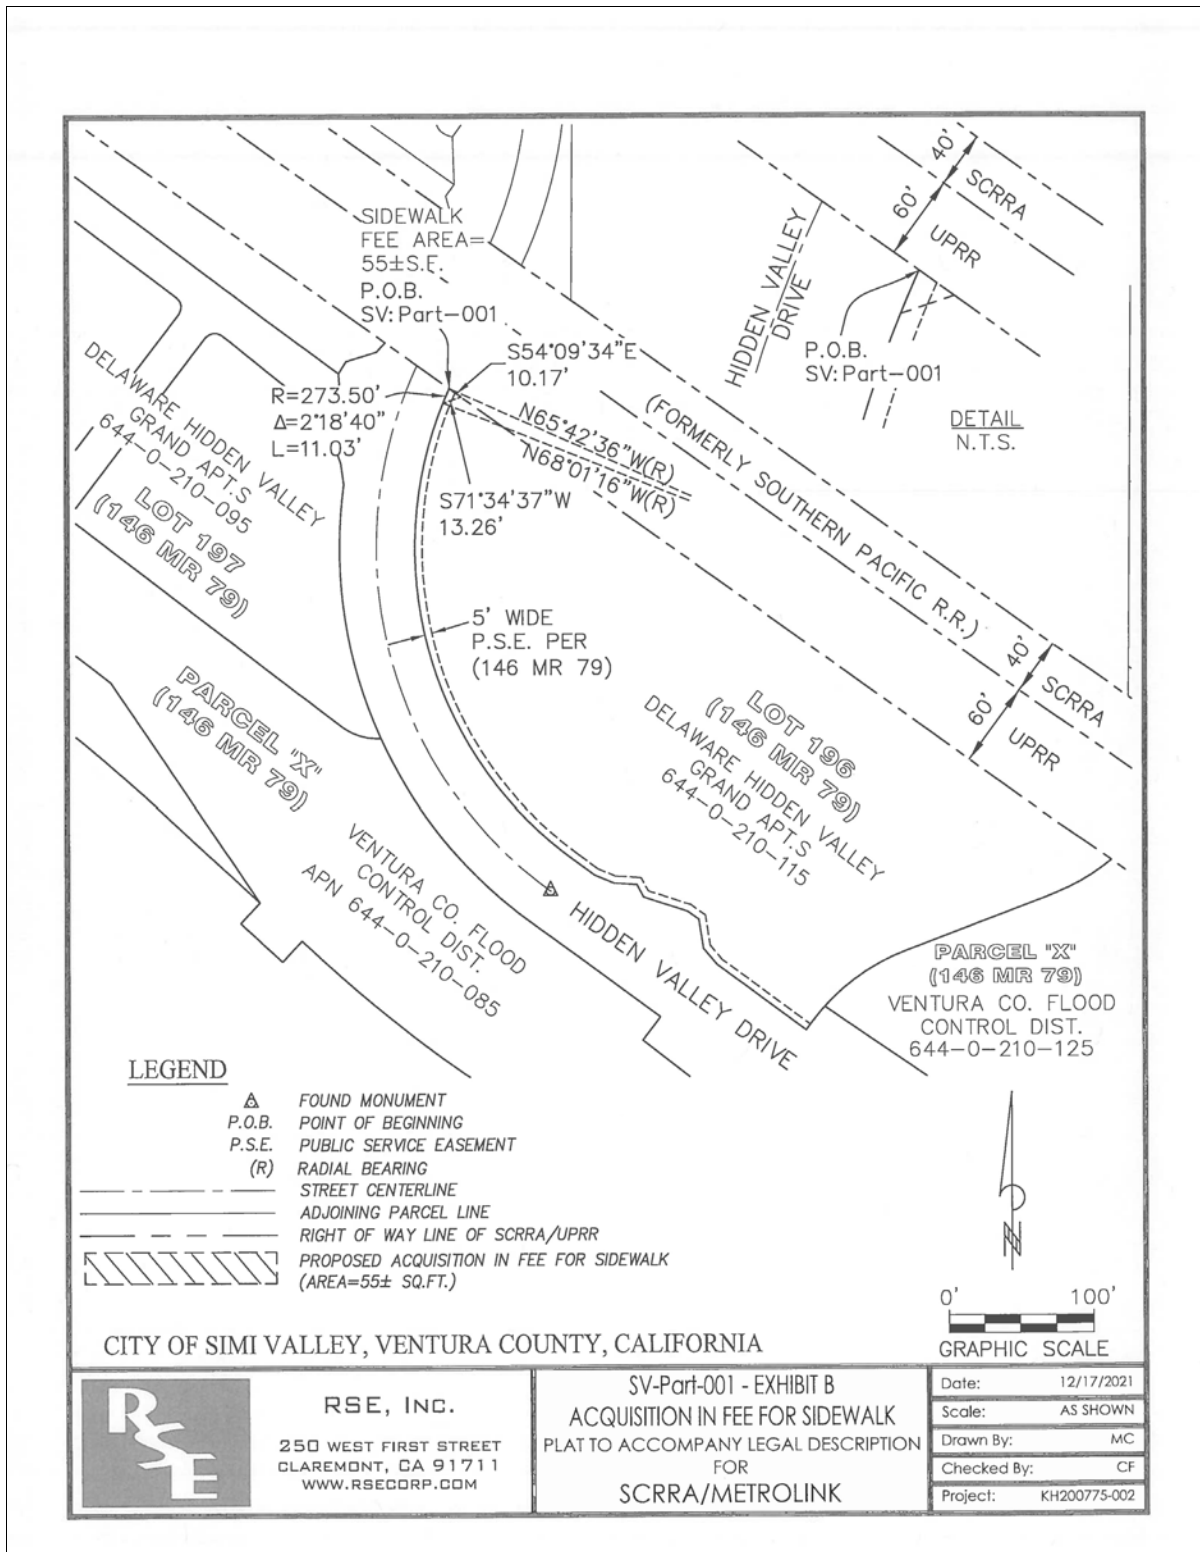 SIDEWALK
FEE AREA=
55±S.F.
P.O.B.
SV: Part-001
S54°09'34"E
10.17'
R=273.50'
Δ=2°18'40"
L=11.03'
N65°42'36"W(R)
N68°01'16"W(R)
S71°34'37"W
13.26'
DELAWARE HIDDEN VALLEY
GRAND APT.S
644-0-210-095
LOT 197
(146 MR 79)
40'
SCRRA
60'
UPRR
HIDDEN VALLEY
DRIVE
P.O.B.
SV: Part-001
DETAIL
N.T.S.
(FORMERLY SOUTHERN PACIFIC R.R.)
5' WIDE
P.S.E. PER
(146 MR 79)
40'
SCRRA
60'
UPRR
PARCEL "X"
(146 MR 79)
LOT 196
(146 MR 79)
DELAWARE HIDDEN VALLEY
GRAND APT.S
644-0-210-115
VENTURA CO. FLOOD
CONTROL DIST.
APN 644-0-210-085
HIDDEN VALLEY DRIVE
PARCEL "X"
(146 MR 79)
VENTURA CO. FLOOD
CONTROL DIST.
644-0-210-125
LEGEND
FOUND MONUMENT
P.O.B. POINT OF BEGINNING
P.S.E. PUBLIC SERVICE EASEMENT
(R) RADIAL BEARING
STREET CENTERLINE
ADJOINING PARCEL LINE
RIGHT OF WAY LINE OF SCRRA/UPRR
PROPOSED ACQUISITION IN FEE FOR SIDEWALK
(AREA=55± SQ.FT.)
N
0' 100'
GRAPHIC SCALE
CITY OF SIMI VALLEY, VENTURA COUNTY, CALIFORNIA
RSE
RSE, INC.
250 WEST FIRST STREET
CLAREMONT, CA 91711
WWW.RSECORP.COM
SV-Part-001 - EXHIBIT B
ACQUISITION IN FEE FOR SIDEWALK
PLAT TO ACCOMPANY LEGAL DESCRIPTION
FOR
SCRRA/METROLINK
Date: 12/17/2021
Scale: AS SHOWN
Drawn By: MC
Checked By: CF
Project: KH200775-002